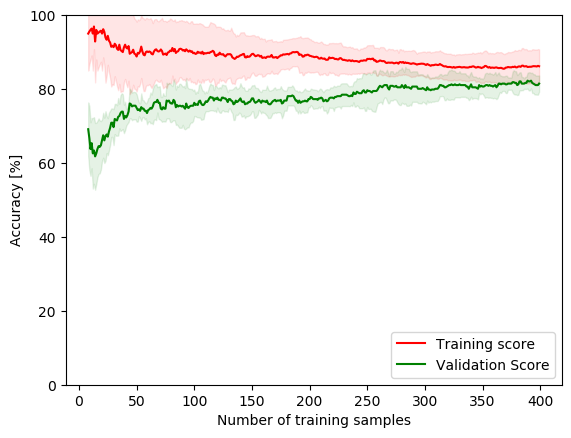 100
80
60
40
20
0
Accuracy [%]
0 50 100 150 200 250 300 350 400
Number of training samples
Training score
Validation Score